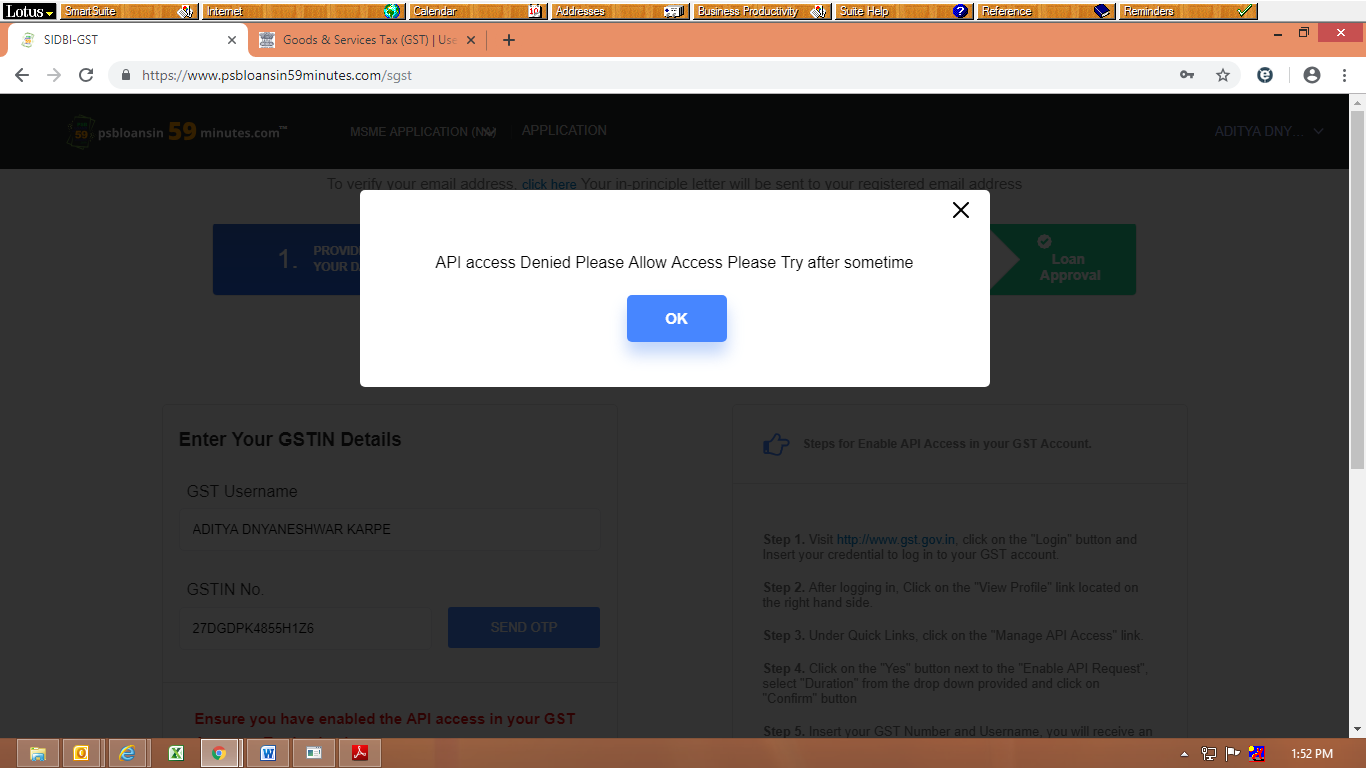 Lotus SmartSuite Internet Calendar 10 Addresses Business Productivity Suite Help ? Reference Reminders
SIDBI-GST Goods & Services Tax (GST) | Use
https://www.psbloansin59minutes.com/sgst
59 psbloansin 59 minutes.com™ MSME APPLICATION APPLICATION ADITYA DNY...
To verify your email address, click here Your in-principle letter will be sent to your registered email address
API access Denied Please Allow Access Please Try after sometime
OK
1. PROVIDE
YOUR D
Loan
Approval
Enter Your GSTIN Details
GST Username
ADITYA DNYANESHWAR KARPE
GSTIN No.
27DGDPK4855H1Z6
SEND OTP
Ensure you have enabled the API access in your GST
Steps for Enable API Access in your GST Account.
Step 1. Visit http://www.gst.gov.in, click on the "Login" button and
Insert your credential to log in to your GST account.
Step 2. After logging in, Click on the "View Profile" link located on
the right hand side.
Step 3. Under Quick Links, click on the "Manage API Access" link.
Step 4. Click on the "Yes" button next to the "Enable API Request",
select "Duration" from the drop down provided and click on
"Confirm" button
Step 5. Insert your GST Number and Username, you will receive an
1:52 PM